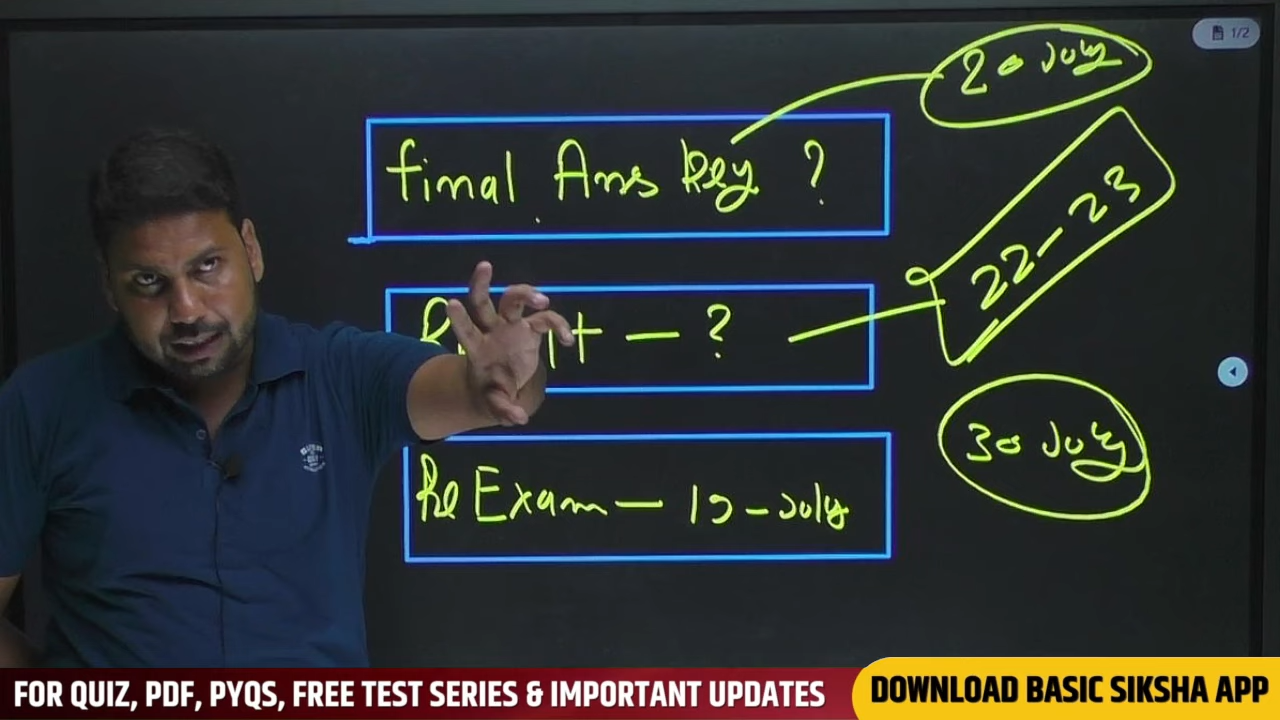 1/2
20 July
final Ans key ?
22-23
— ?
30 July
Re Exam — 19-July
FOR QUIZ, PDF, PYQS, FREE TEST SERIES & IMPORTANT UPDATES
DOWNLOAD BASIC SIKSHA APP